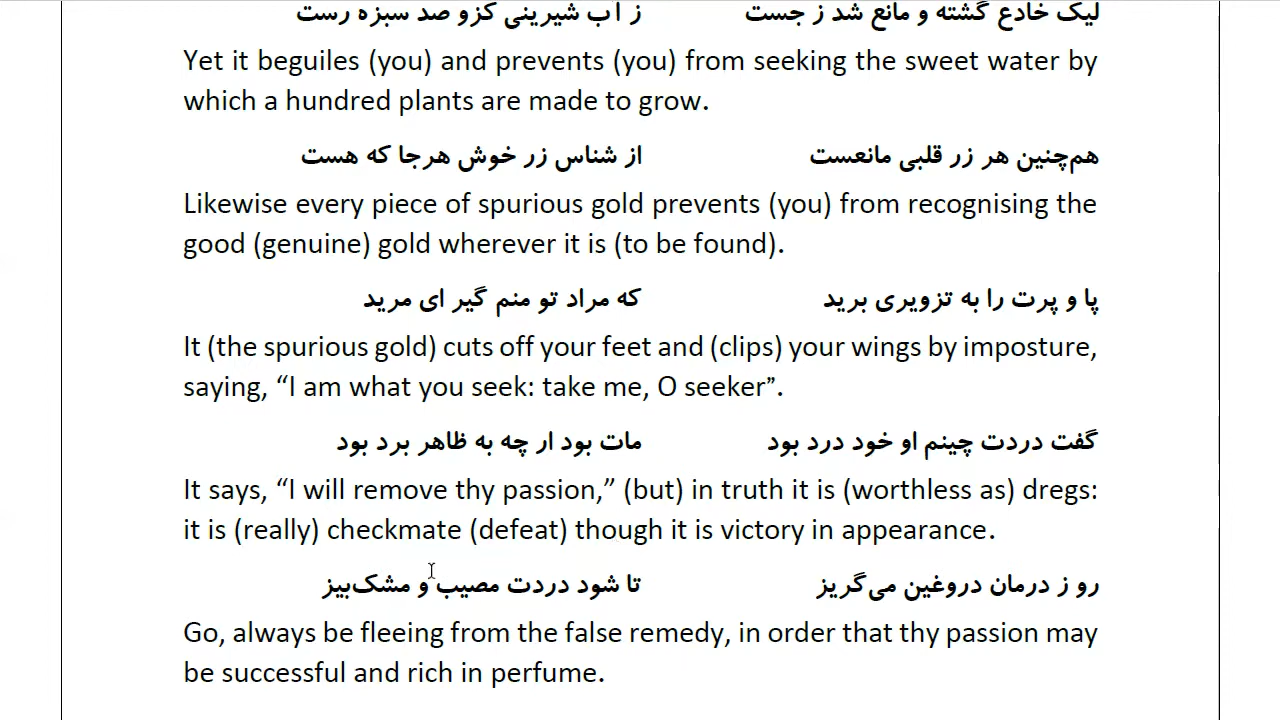 لیک خادع گشته و مانع شد ز جست ز آب شیرینی کزو صد سبزه رست
Yet it beguiles (you) and prevents (you) from seeking the sweet water by
which a hundred plants are made to grow.
هم‌چنین هر زر قلبی مانعست از شناس زر خوش هرجا که هست
Likewise every piece of spurious gold prevents (you) from recognising the
good (genuine) gold wherever it is (to be found).
پا و پرت را به تزویری برید که مراد تو منم گیر ای مرید
It (the spurious gold) cuts off your feet and (clips) your wings by imposture,
saying, “I am what you seek: take me, O seeker”.
گفت دردت چینم او خود درد بود مات بود ار چه به ظاهر برد بود
It says, “I will remove thy passion,” (but) in truth it is (worthless as) dregs:
it is (really) checkmate (defeat) though it is victory in appearance.
رو ز درمان دروغین می‌گریز تا شود دردت مصیب و مشک‌بیز
Go, always be fleeing from the false remedy, in order that thy passion may
be successful and rich in perfume.